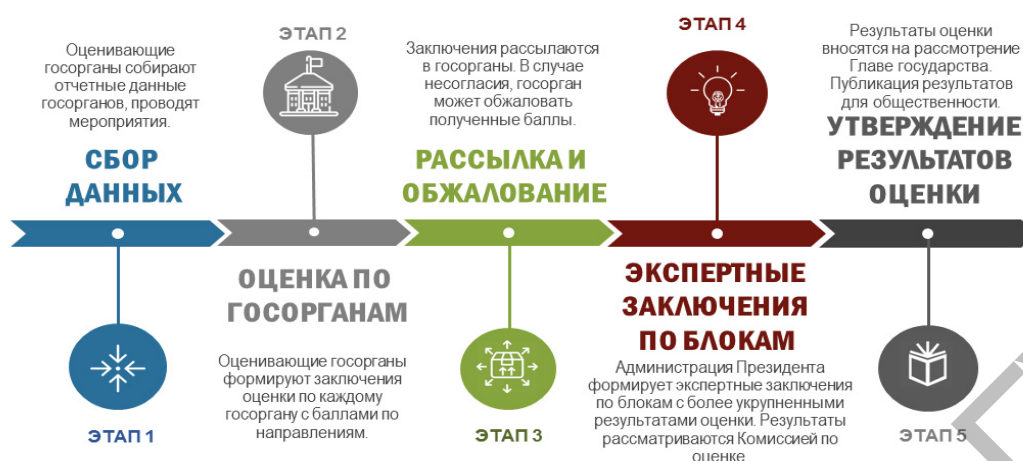 Оценивающие
госорганы собирают
отчетные данные
госорганов, проводят
мероприятия.
СБОР
ДАННЫХ
ЭТАП 1
ЭТАП 2
ОЦЕНКА ПО
ГОСОРГАНАМ
Оценивающие госорганы
формируют заключения
оценки по каждому
госоргану с баллами по
направлениям.
Заключения рассылаются
в госорганы. В случае
несогласия, госорган
может обжаловать
полученные баллы.
РАССЫЛКА И
ОБЖАЛОВАНИЕ
ЭТАП 3
ЭТАП 4
ЭКСПЕРТНЫЕ
ЗАКЛЮЧЕНИЯ
ПО БЛОКАМ
Администрация Президента
формирует экспертные заключения
по блокам с более укрупненными
результатами оценки. Результаты
рассматриваются Комиссией по
оценке
Результаты оценки
вносятся на рассмотрение
Главе государства.
Публикация результатов
для общественности.
УТВЕРЖДЕНИЕ
РЕЗУЛЬТАТОВ
ОЦЕНКИ
ЭТАП 5